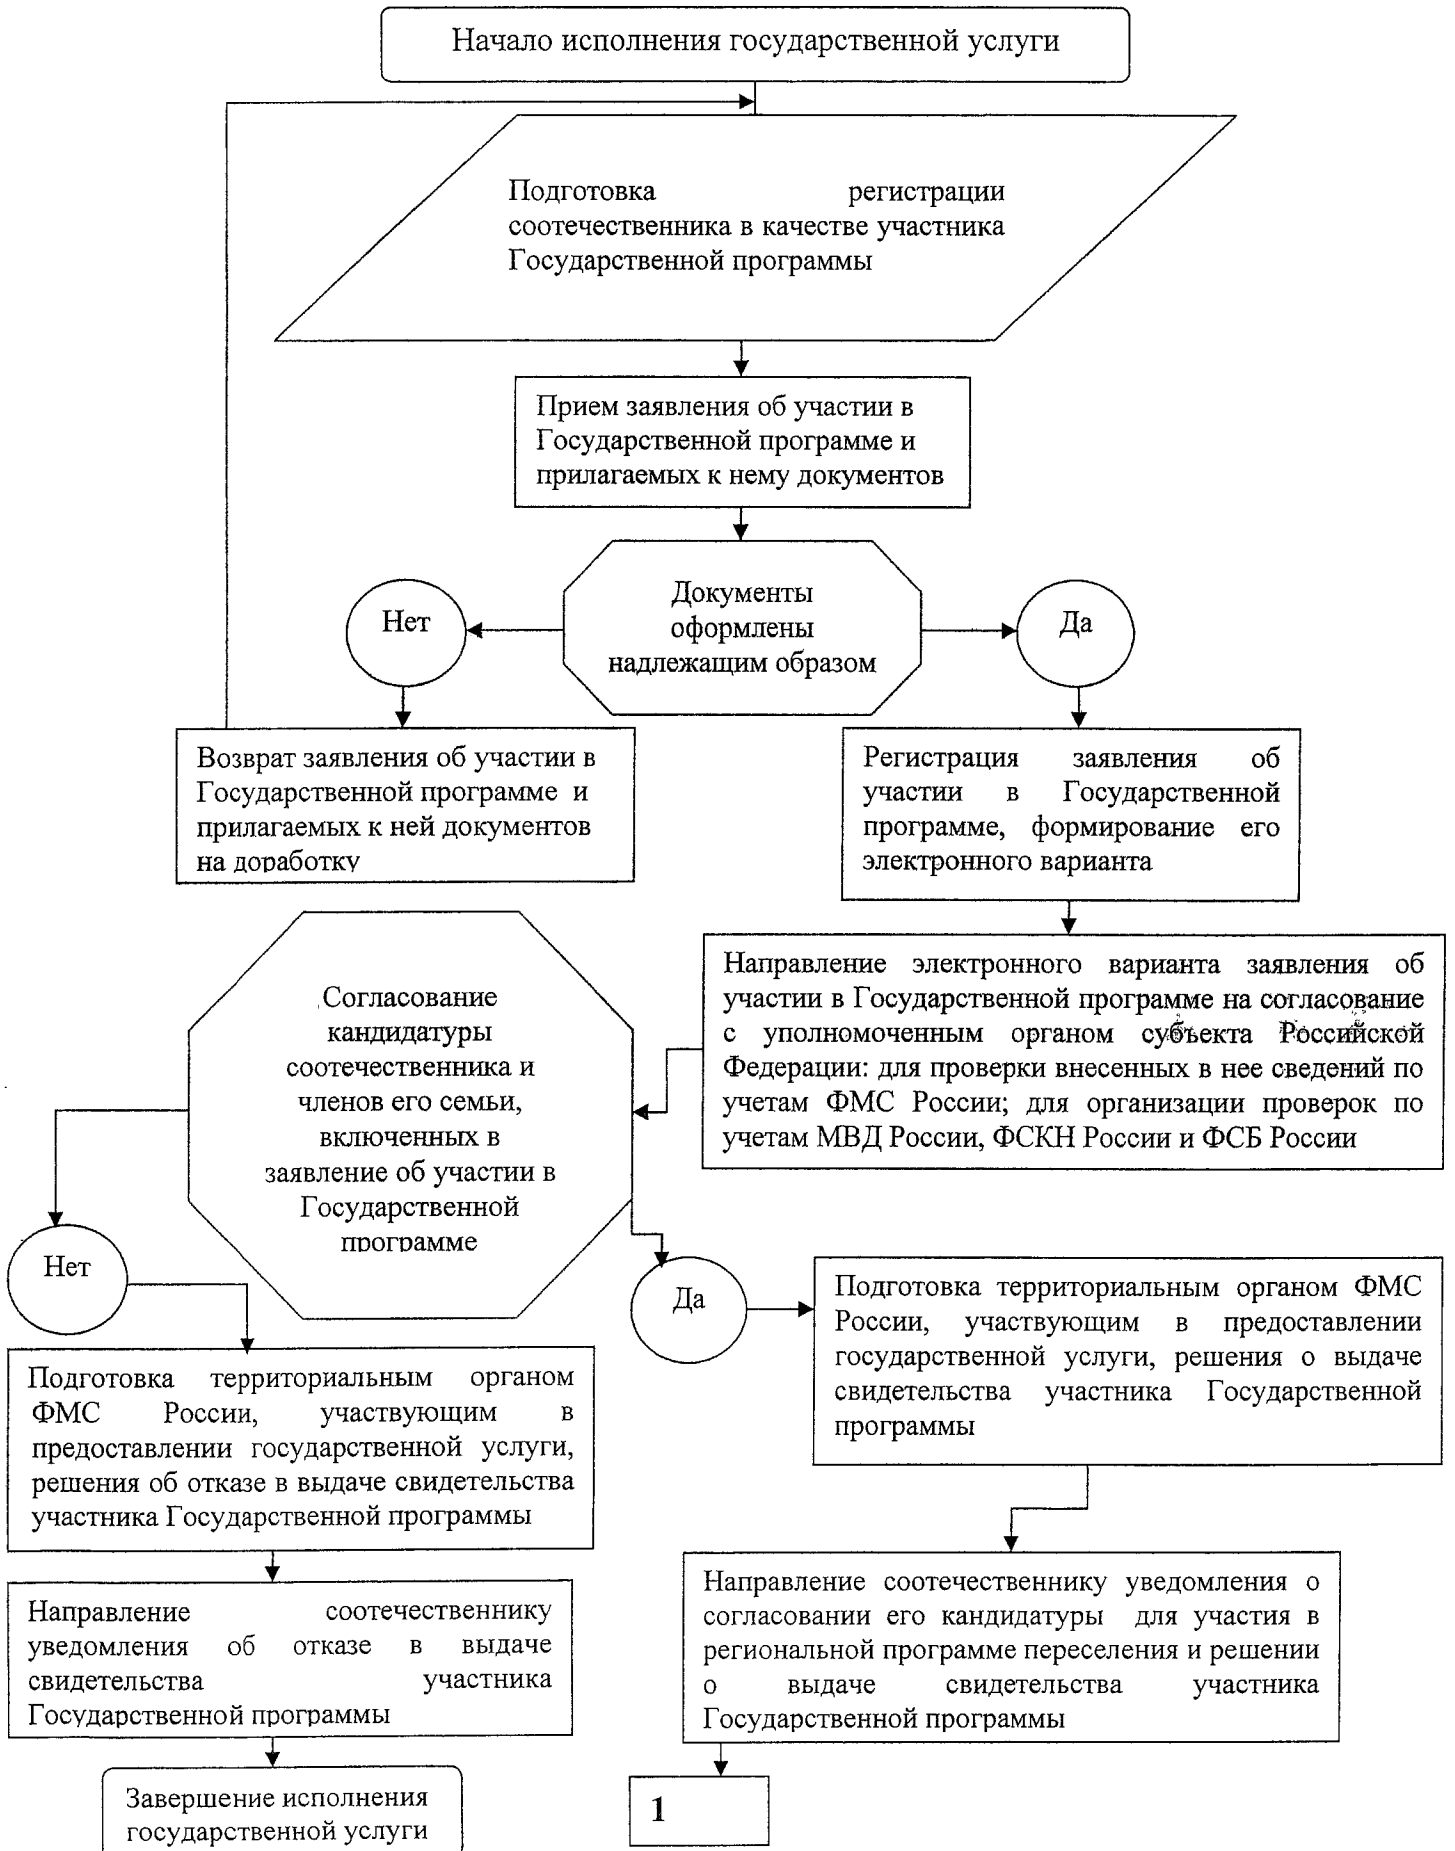 Начало исполнения государственной услуги
Подготовка регистрации
соотечественника в качестве участника
Государственной программы
Прием заявления об участии в
Государственной программе и
прилагаемых к нему документов
Документы
оформлены
надлежащим образом
Нет
Да
Возврат заявления об участии в
Государственной программе и
прилагаемых к ней документов
на доработку
Регистрация заявления об
участии в Государственной
программе, формирование его
электронного варианта
Согласование
кандидатуры
соотечественника и
членов его семьи,
включенных в
заявление об участии в
Государственной
программе
Направление электронного варианта заявления об
участии в Государственной программе на согласование
с уполномоченным органом субъекта Российской
Федерации: для проверки внесенных в нее сведений по
учетам ФМС России; для организации проверок по
учетам МВД России, ФСКН России и ФСБ России
Нет
Да
Подготовка территориальным органом ФМС
России, участвующим в предоставлении
государственной услуги, решения о выдаче
свидетельства участника Государственной
программы
Подготовка территориальным органом
ФМС России, участвующим в
предоставлении государственной услуги,
решения об отказе в выдаче свидетельства
участника Государственной программы
Направление соотечественнику
уведомления об отказе в выдаче
свидетельства участника
Государственной программы
Направление соотечественнику уведомления о
согласовании его кандидатуры для участия в
региональной программе переселения и решении
о выдаче свидетельства участника
Государственной программы
Завершение исполнения
государственной услуги
1